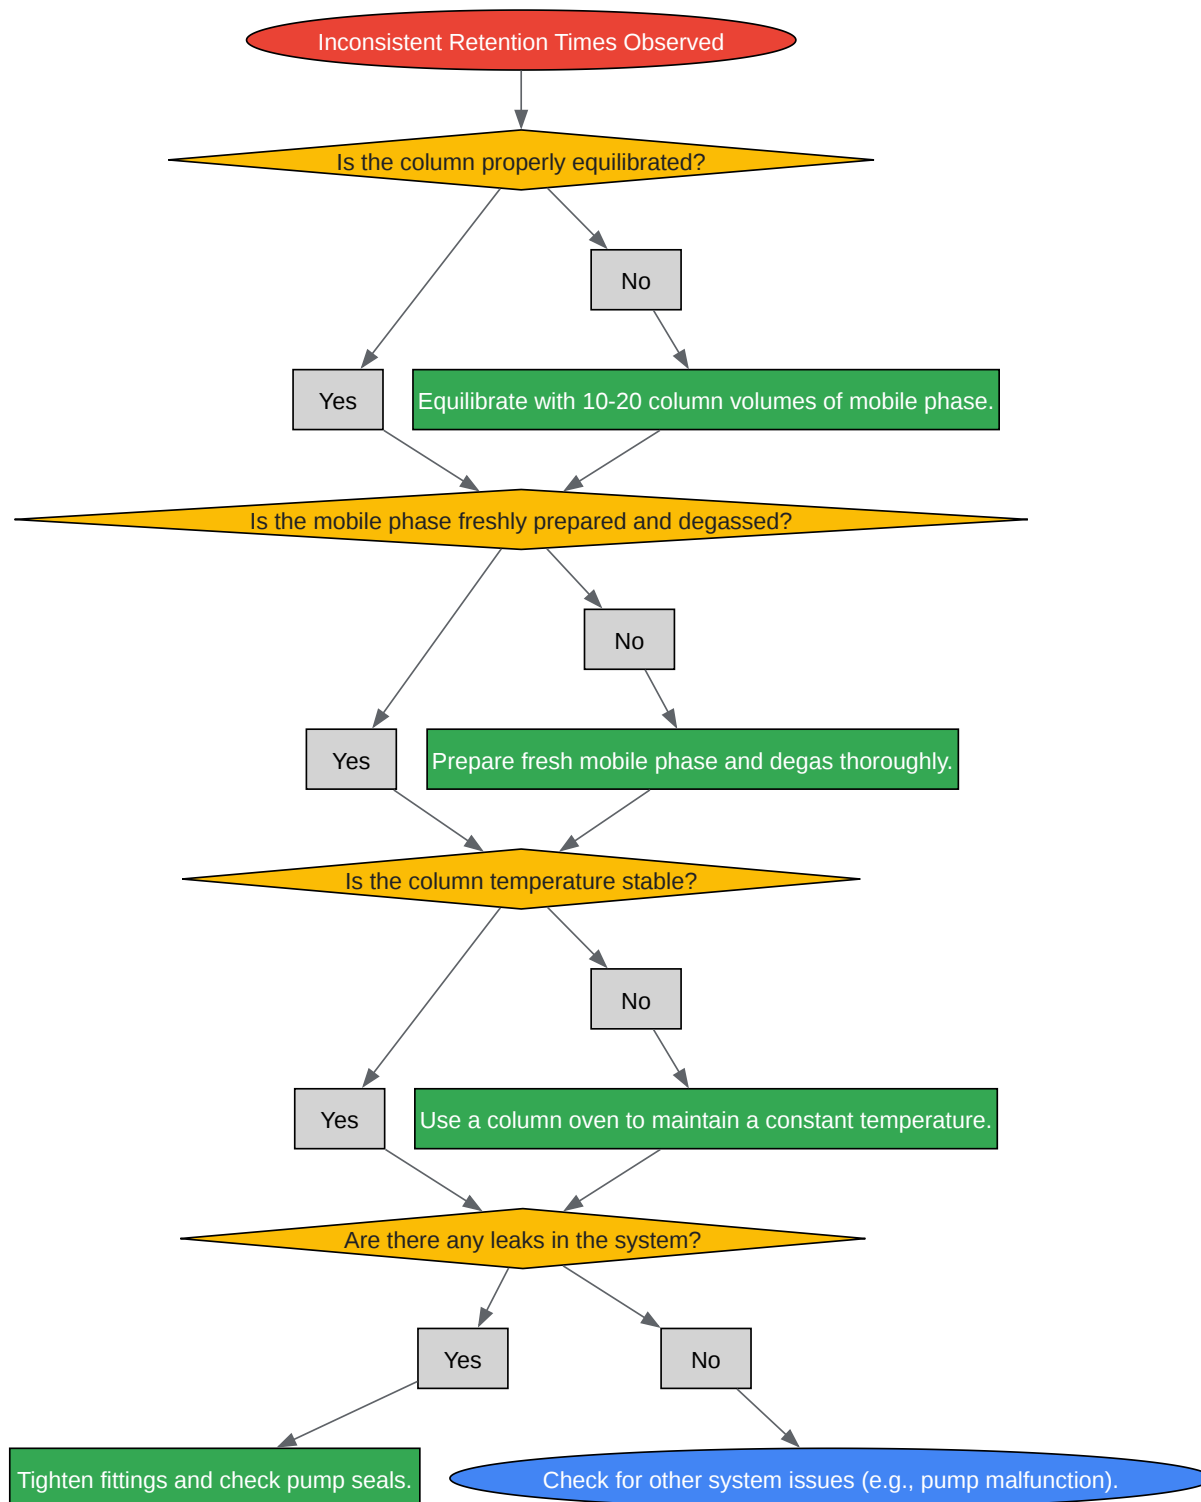 Inconsistent Retention Times Observed
Is the column properly equilibrated?
No
Yes
Equilibrate with 10-20 column volumes of mobile phase.
Is the mobile phase freshly prepared and degassed?
No
Yes
Prepare fresh mobile phase and degas thoroughly.
Is the column temperature stable?
No
Yes
Use a column oven to maintain a constant temperature.
Are there any leaks in the system?
Yes
No
Tighten fittings and check pump seals.
Check for other system issues (e.g., pump malfunction).